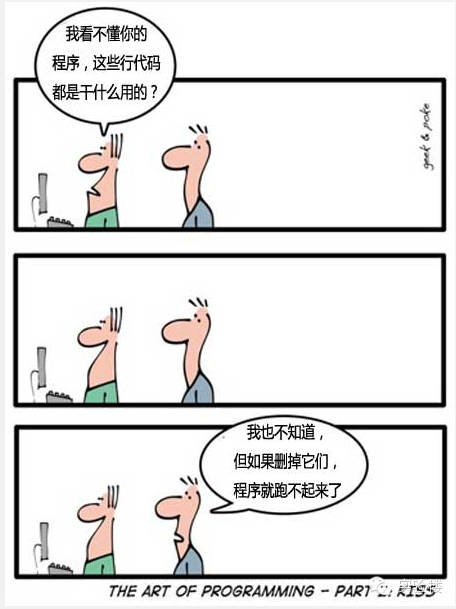 我看不懂你的
程序，这些行代码
都是干什么用的？
geek & poke
我也不知道，
但如果删掉它们，
程序就跑不起来了
THE ART OF PROGRAMMING - PART 2: KISS